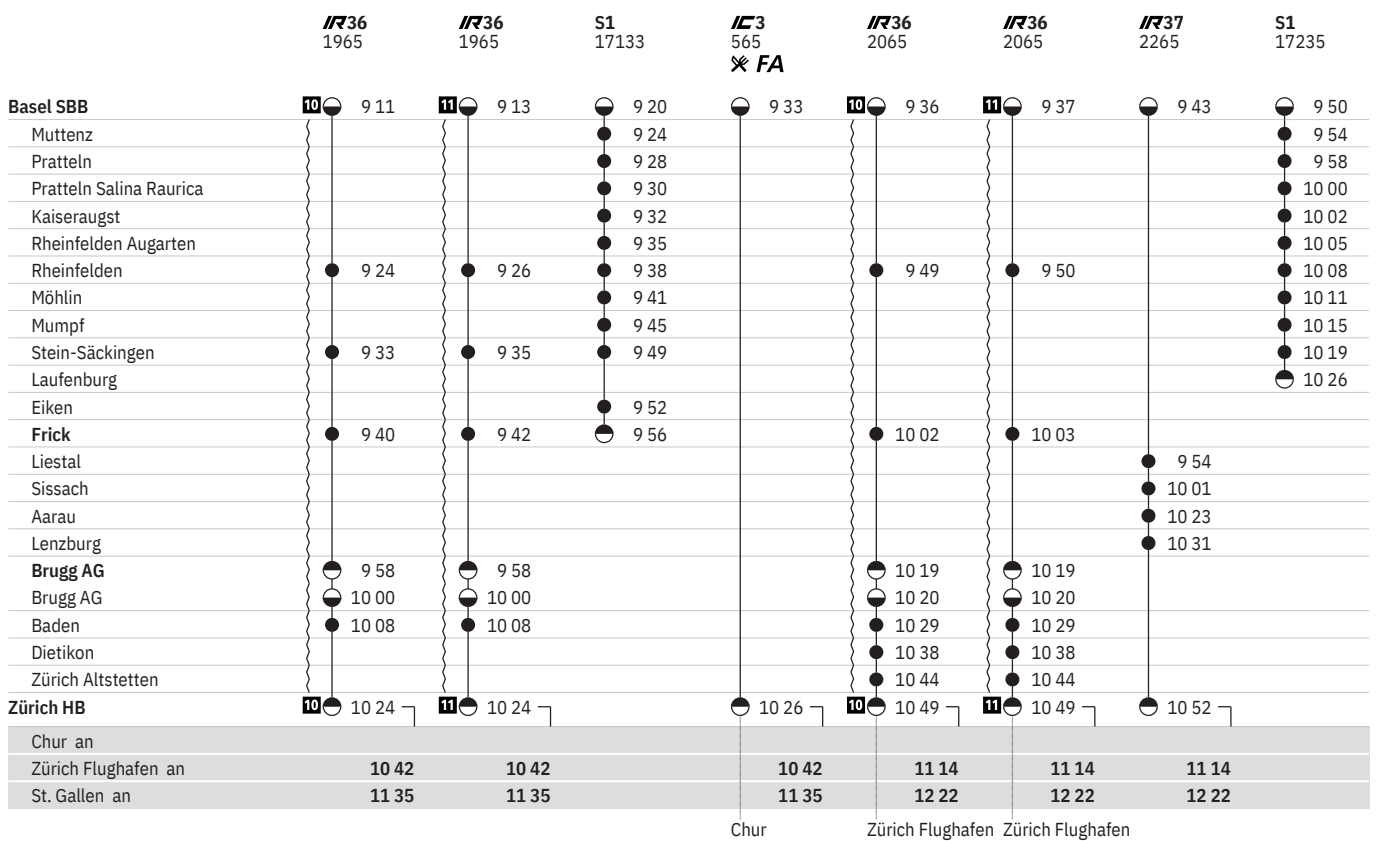 IR36 IR36 S1 IC3 IR36 IR36 IR37 S1
1965 1965 17133 565 2065 2065 2265 17235
FA
Basel SBB 10 9 11 11 9 13 9 20 9 33 10 9 36 11 9 37 9 43 9 50
Muttenz 9 24 9 54
Pratteln 9 28 9 58
Pratteln Salina Raurica 9 30 10 00
Kaiseraugst 9 32 10 02
Rheinfelden Augarten 9 35 10 05
Rheinfelden 9 24 9 26 9 38 9 49 9 50 10 08
Möhlin 9 41 10 11
Mumpf 9 45 10 15
Stein-Säckingen 9 33 9 35 9 49 10 19
Laufenburg 10 26
Eiken 9 52
Frick 9 40 9 42 9 56 10 02 10 03
Liestal 9 54
Sissach 10 01
Aarau 10 23
Lenzburg 10 31
Brugg AG 9 58 9 58 10 19 10 19
Brugg AG 10 00 10 00 10 20 10 20
Baden 10 08 10 08 10 29 10 29
Dietikon 10 38 10 38
Zürich Altstetten 10 44 10 44
Zürich HB 10 10 24 11 10 24 10 26 10 10 49 11 10 49 10 52
Chur an
Zürich Flughafen an 10 42 10 42 10 42 11 14 11 14 11 14
St. Gallen an 11 35 11 35 11 35 12 22 12 22 12 22
Chur Zürich Flughafen Zürich Flughafen